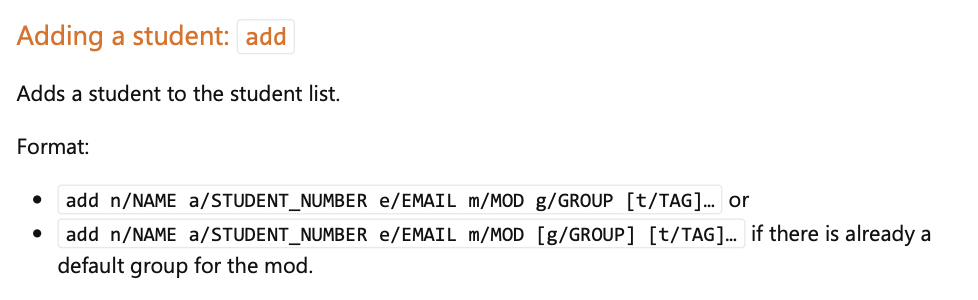 Adding a student: add
Adds a student to the student list.
Format:
• add n/NAME a/STUDENT_NUMBER e/EMAIL m/MOD g/GROUP [t/TAG]… or
• add n/NAME a/STUDENT_NUMBER e/EMAIL m/MOD [g/GROUP] [t/TAG]… if there is already a
default group for the mod.